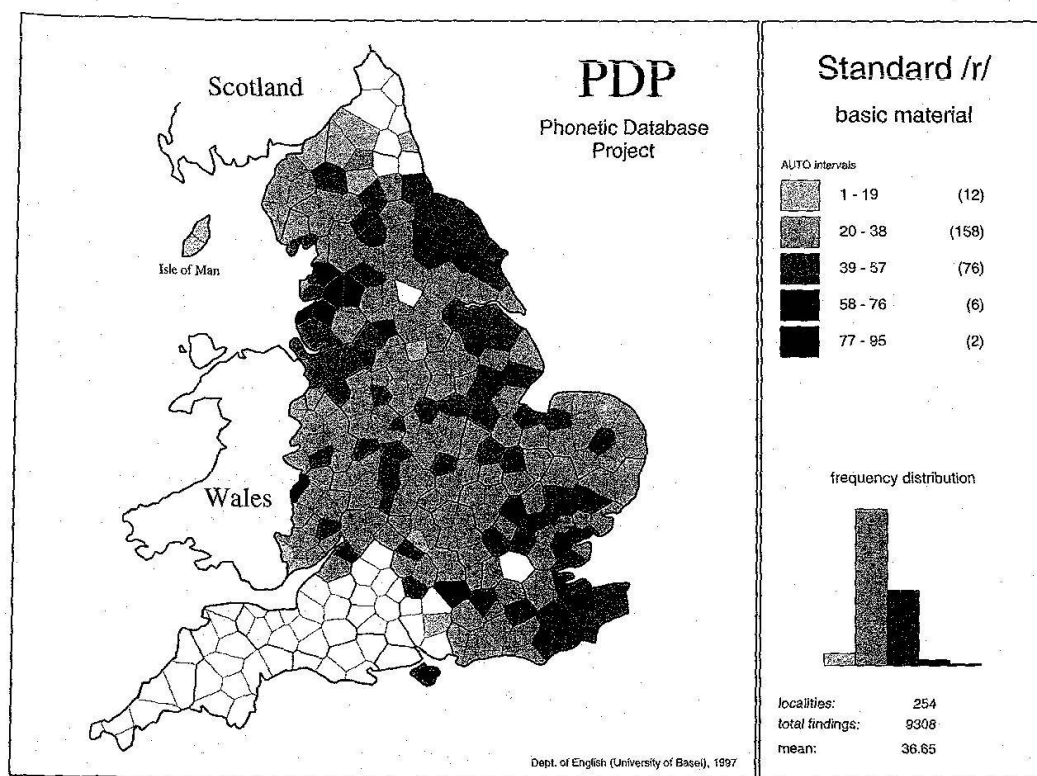 Scotland
PDP
Phonetic Database
Project
Isle of Man
Wales
Dept. of English (University of Basel), 1997
Standard /r/
basic material
AUTO intervals
1 - 19 (12)
20 - 38 (158)
39 - 57 (76)
58 - 76 (6)
77 - 95 (2)
frequency distribution
localities: 254
total findings: 9308
mean: 36.65